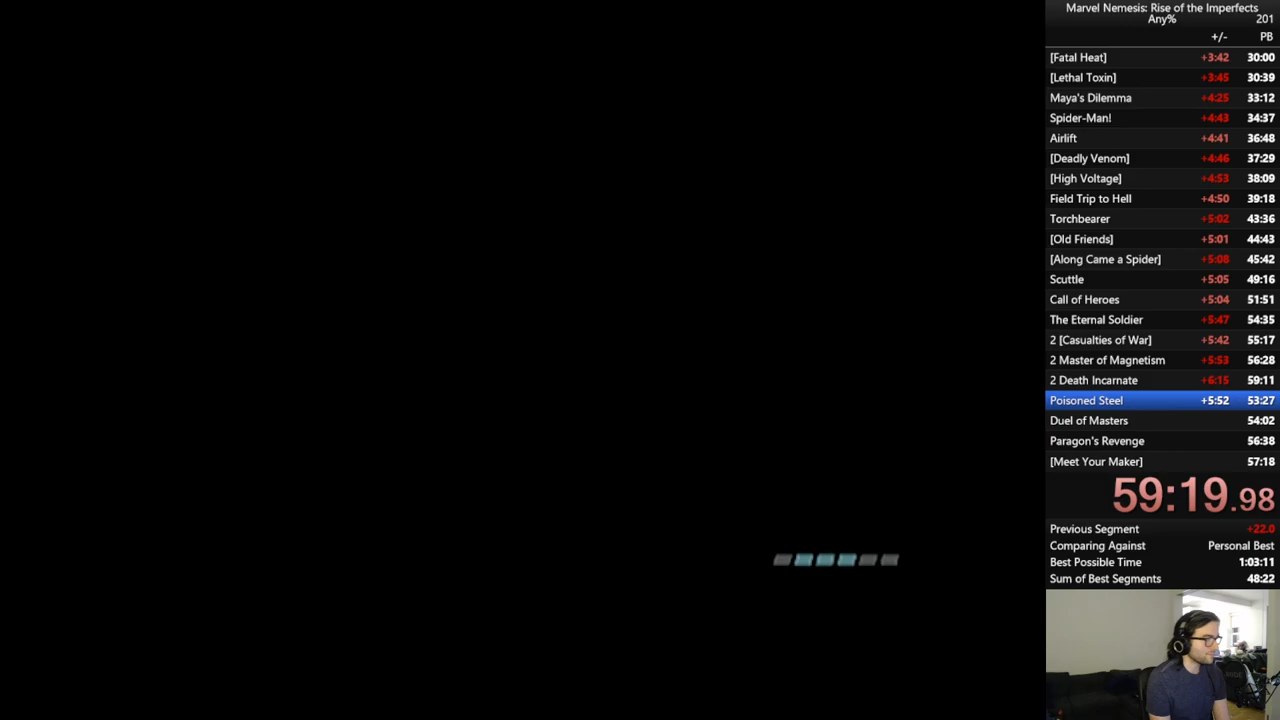 Marvel Nemesis: Rise of the Imperfects
Any% 201
+/- PB
[Fatal Heat] +3:42 30:00
[Lethal Toxin] +3:45 30:39
Maya's Dilemma +4:25 33:12
Spider-Man! +4:43 34:37
Airlift +4:41 36:48
[Deadly Venom] +4:46 37:29
[High Voltage] +4:53 38:09
Field Trip to Hell +4:50 39:18
Torchbearer +5:02 43:36
[Old Friends] +5:01 44:43
[Along Came a Spider] +5:08 45:42
Scuttle +5:05 49:16
Call of Heroes +5:04 51:51
The Eternal Soldier +5:47 54:35
2 [Casualties of War] +5:42 55:17
2 Master of Magnetism +5:53 56:28
2 Death Incarnate +6:15 59:11
Poisoned Steel +5:52 53:27
Duel of Masters 54:02
Paragon's Revenge 56:38
[Meet Your Maker] 57:18
59:19.98
Previous Segment +22.0
Comparing Against Personal Best
Best Possible Time 1:03:11
Sum of Best Segments 48:22